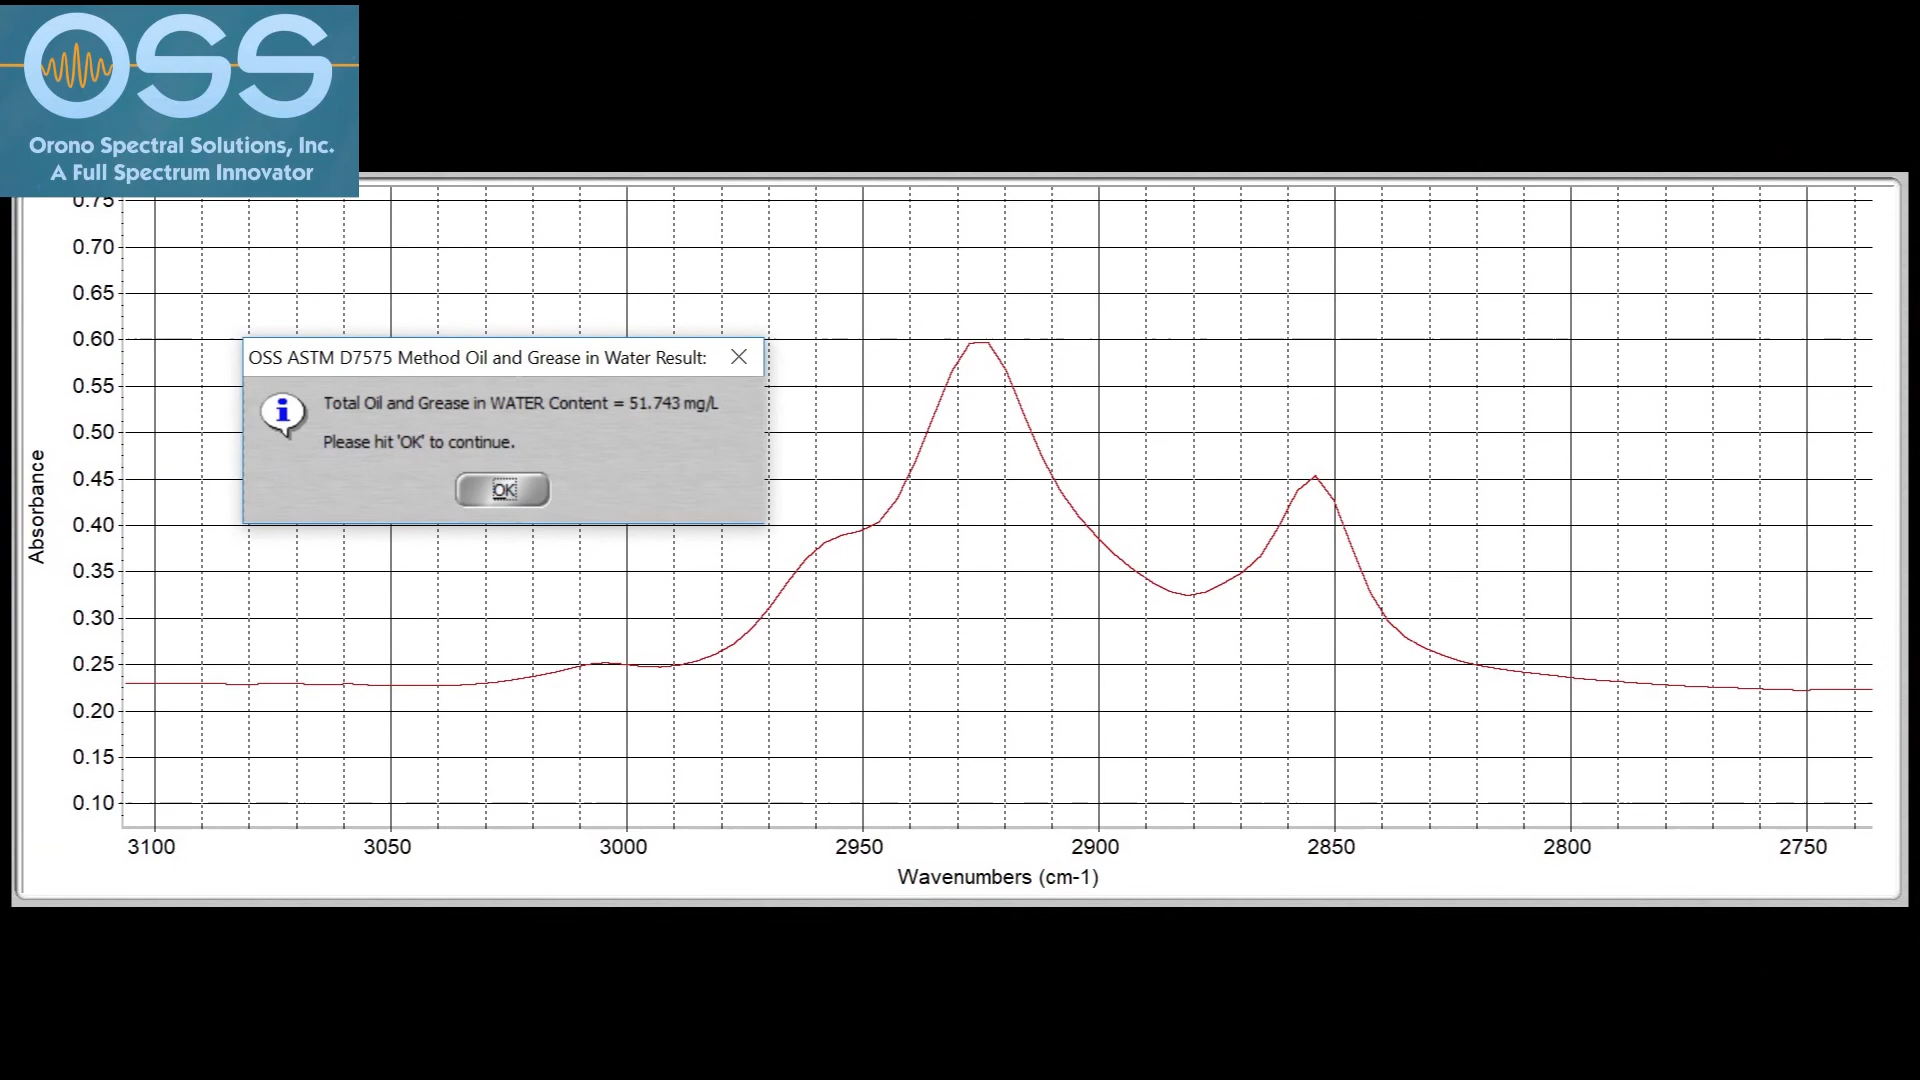 OSS
Orono Spectral Solutions, Inc.
A Full Spectrum Innovator
0.75
0.70
0.65
0.60
0.55
0.50
0.45
0.40
0.35
0.30
0.25
0.20
0.15
0.10
Absorbance
OSS ASTM D7575 Method Oil and Grease in Water Result:
Total Oil and Grease in WATER Content = 51.743 mg/L
Please hit 'OK' to continue.
OK
3100 3050 3000 2950 2900 2850 2800 2750
Wavenumbers (cm-1)